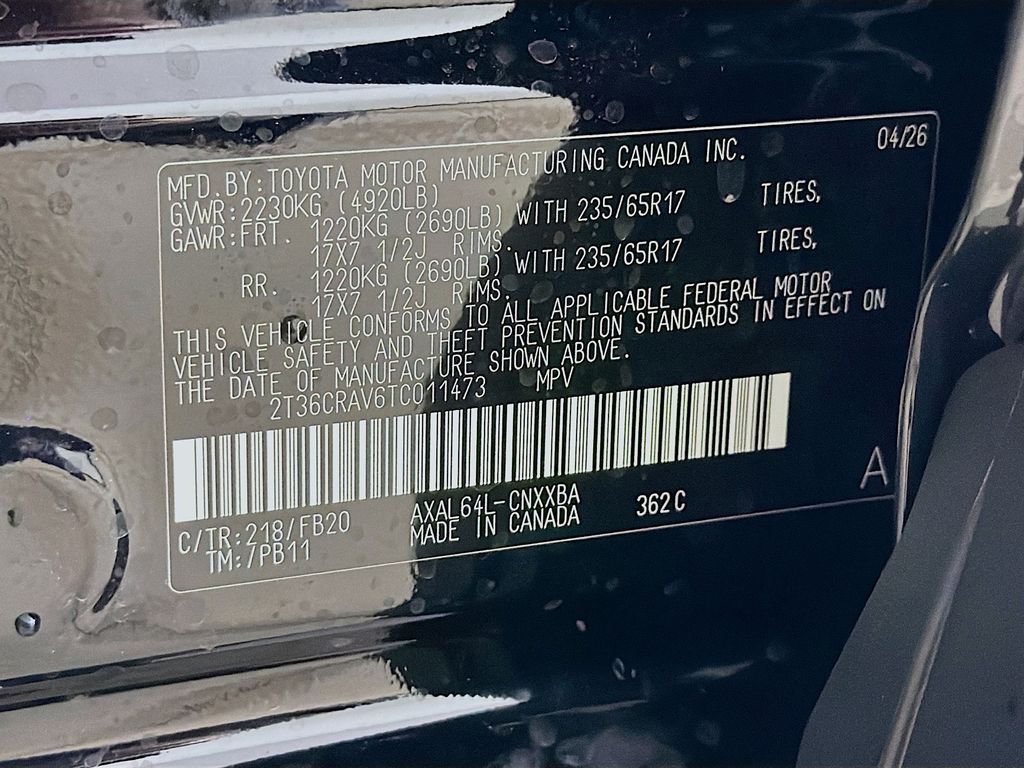 04/26
MFD.BY:TOYOTA MOTOR MANUFACTURING CANADA INC.
GVWR:2230KG (4920LB)
GAWR:FRT. 1220KG (2690LB) WITH 235/65R17 TIRES,
17X7 1/2J RIMS.
RR. 1220KG (2690LB) WITH 235/65R17 TIRES,
17X7 1/2J RIMS.
THIS VEHICLE CONFORMS TO ALL APPLICABLE FEDERAL MOTOR
VEHICLE SAFETY AND THEFT PREVENTION STANDARDS IN EFFECT ON
THE DATE OF MANUFACTURE SHOWN ABOVE.
2T36CRAV6TC011473 MPV
C/TR:218/FB20 AXAL64L-CNXXBA 362C A
TM:7PB11 MADE IN CANADA